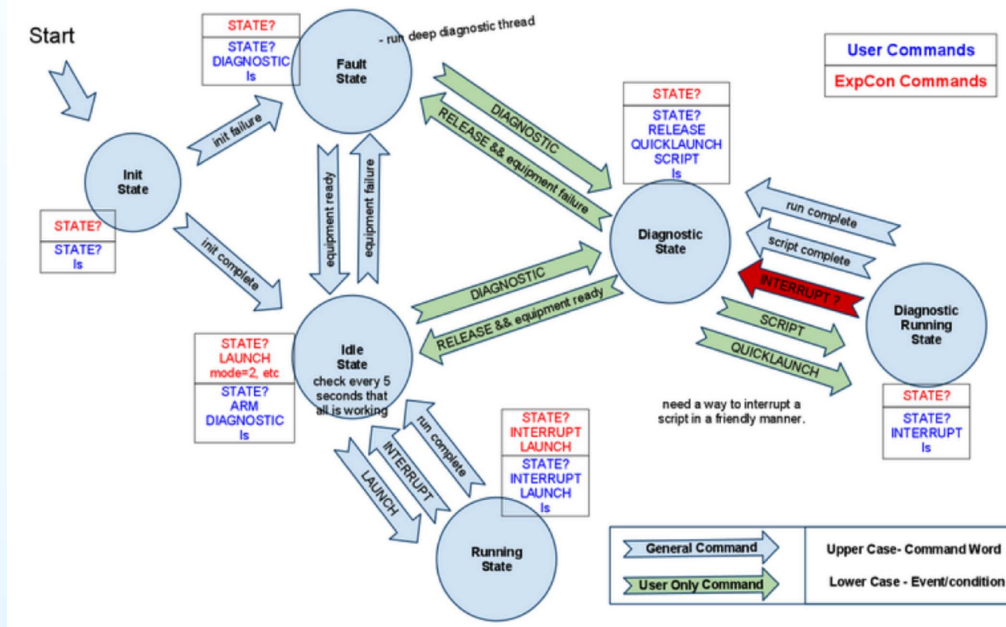 Start
STATE?
STATE?
DIAGNOSTIC
ls
Fault
State
- run deep diagnostic thread
User Commands
ExpCon Commands
init failure
Init
State
STATE?
STATE?
ls
init complete
equipment ready
equipment failure
DIAGNOSTIC
RELEASE && equipment failure
STATE?
STATE?
RELEASE
QUICKLAUNCH
SCRIPT
ls
Diagnostic
State
run complete
script complete
INTERRUPT ?
SCRIPT
QUICKLAUNCH
Diagnostic
Running
State
STATE?
STATE?
INTERRUPT
ls
DIAGNOSTIC
RELEASE && equipment ready
STATE?
LAUNCH
mode=2, etc
STATE?
ARM
DIAGNOSTIC
ls
Idle
State
check every 5
seconds that
all is working
need a way to interrupt a
script in a friendly manner.
LAUNCH
INTERRUPT
run complete
STATE?
INTERRUPT
LAUNCH
STATE?
INTERRUPT
LAUNCH
ls
Running
State
General Command
Upper Case- Command Word
User Only Command
Lower Case - Event/condition